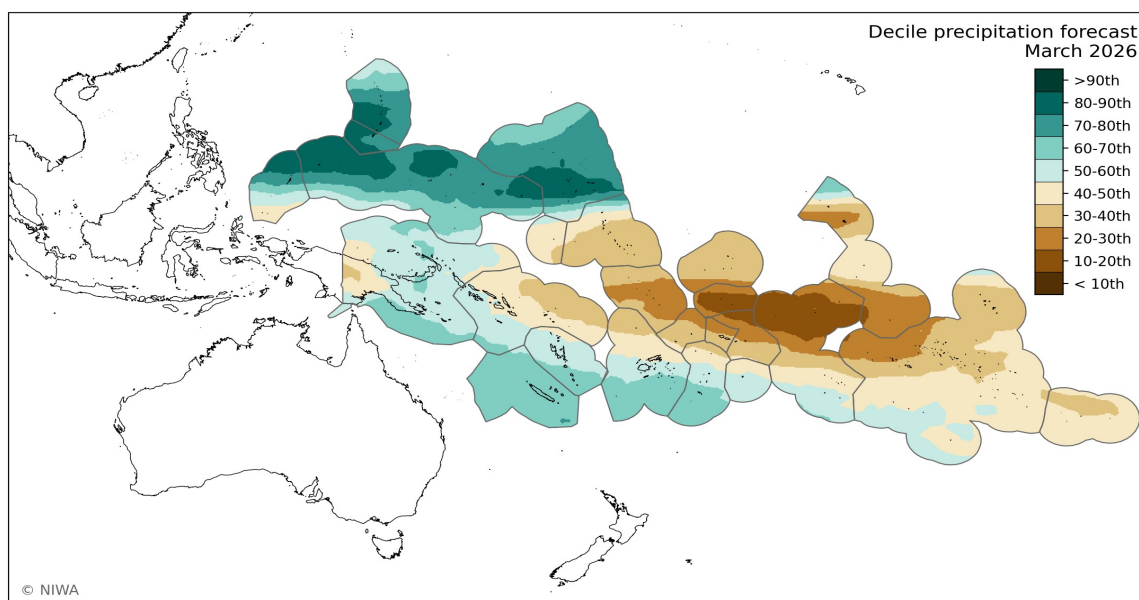 Decile precipitation forecast
March 2026
>90th
80-90th
70-80th
60-70th
50-60th
40-50th
30-40th
20-30th
10-20th
< 10th
© NIWA